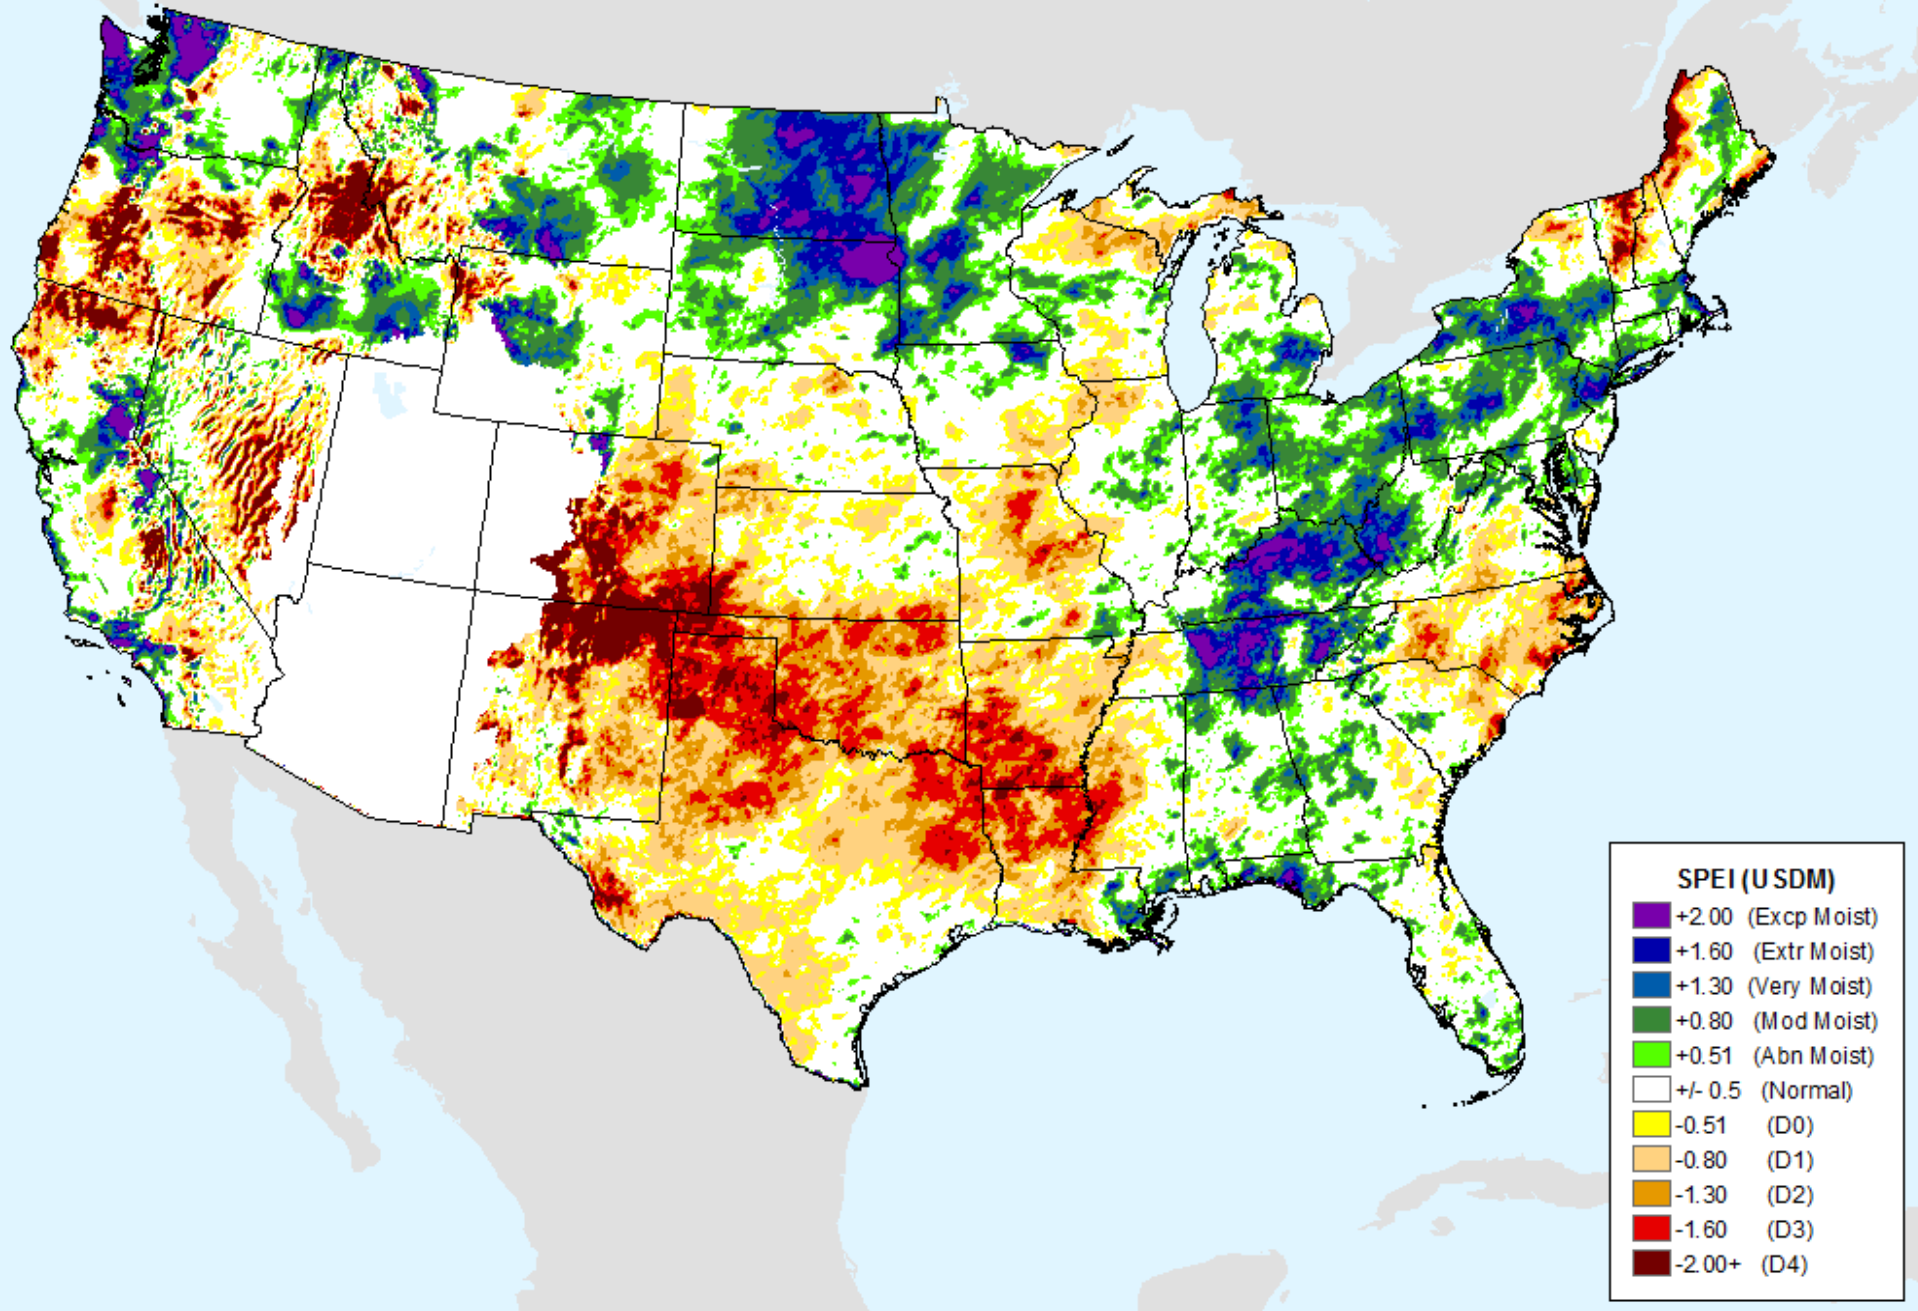 SPEI (USDM)
+2.00 (Excp Moist)
+1.60 (Extr Moist)
+1.30 (Very Moist)
+0.80 (Mod Moist)
+0.51 (Abn Moist)
+/- 0.5 (Normal)
-0.51 (D0)
-0.80 (D1)
-1.30 (D2)
-1.60 (D3)
-2.00+ (D4)